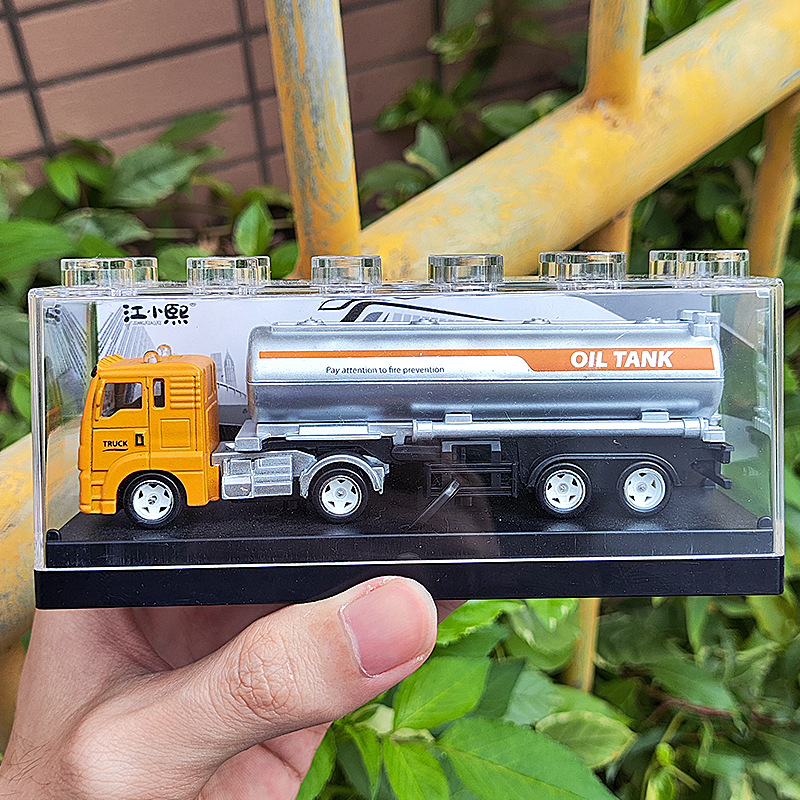 江小熙
OIL TANK
Pay attention to fire prevention
TRUCK